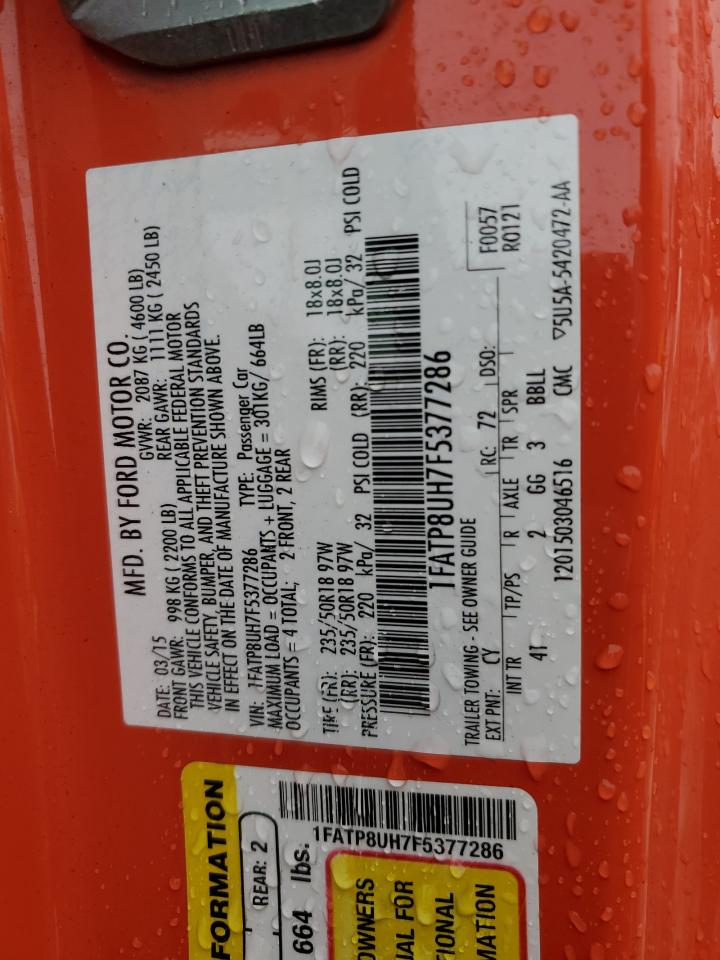 MFD. BY FORD MOTOR CO.
DATE: 03/15 GVWR: 2087 KG ( 4600 LB)
FRONT GAWR: 998 KG ( 2200 LB) REAR GAWR: 1111 KG ( 2450 LB)
THIS VEHICLE CONFORMS TO ALL APPLICABLE FEDERAL MOTOR
VEHICLE SAFETY, BUMPER, AND THEFT PREVENTION STANDARDS
IN EFFECT ON THE DATE OF MANUFACTURE SHOWN ABOVE.
VIN: 1FATP8UH7F5377286 TYPE: Passenger Car
MAXIMUM LOAD = OCCUPANTS + LUGGAGE = 301KG/ 664LB
OCCUPANTS = 4 TOTAL; 2 FRONT, 2 REAR
TIRE (FR): 235/50R18 97W RIMS (FR): 18x8.0J
(RR): 235/50R18 97W (RR): 18x8.0J
PRESSURE (FR): 220 kPa/ 32 PSI COLD (RR): 220 kPa/ 32 PSI COLD
1FATP8UH7F5377286
TRAILER TOWING - SEE OWNER GUIDE F0057
EXT PNT: CY RC: 72 DSO: R0121
INT TR TP/PS R AXLE TR SPR
4T 2 GG 3 BBLL
1201503046516 CMC ▽5U5A-5420472-AA
FORMATION
REAR: 2
664 lbs.
1FATP8UH7F5377286
OWNERS
UAL FOR
TIONAL
MATION